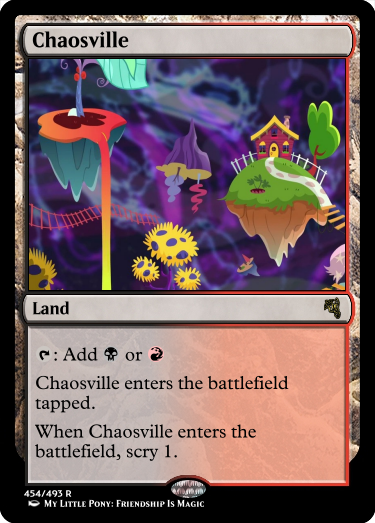 Chaosville
Land
: Add or
Chaosville enters the battlefield
tapped.
When Chaosville enters the
battlefield, scry 1.
454/493 R
My Little Pony: Friendship Is Magic